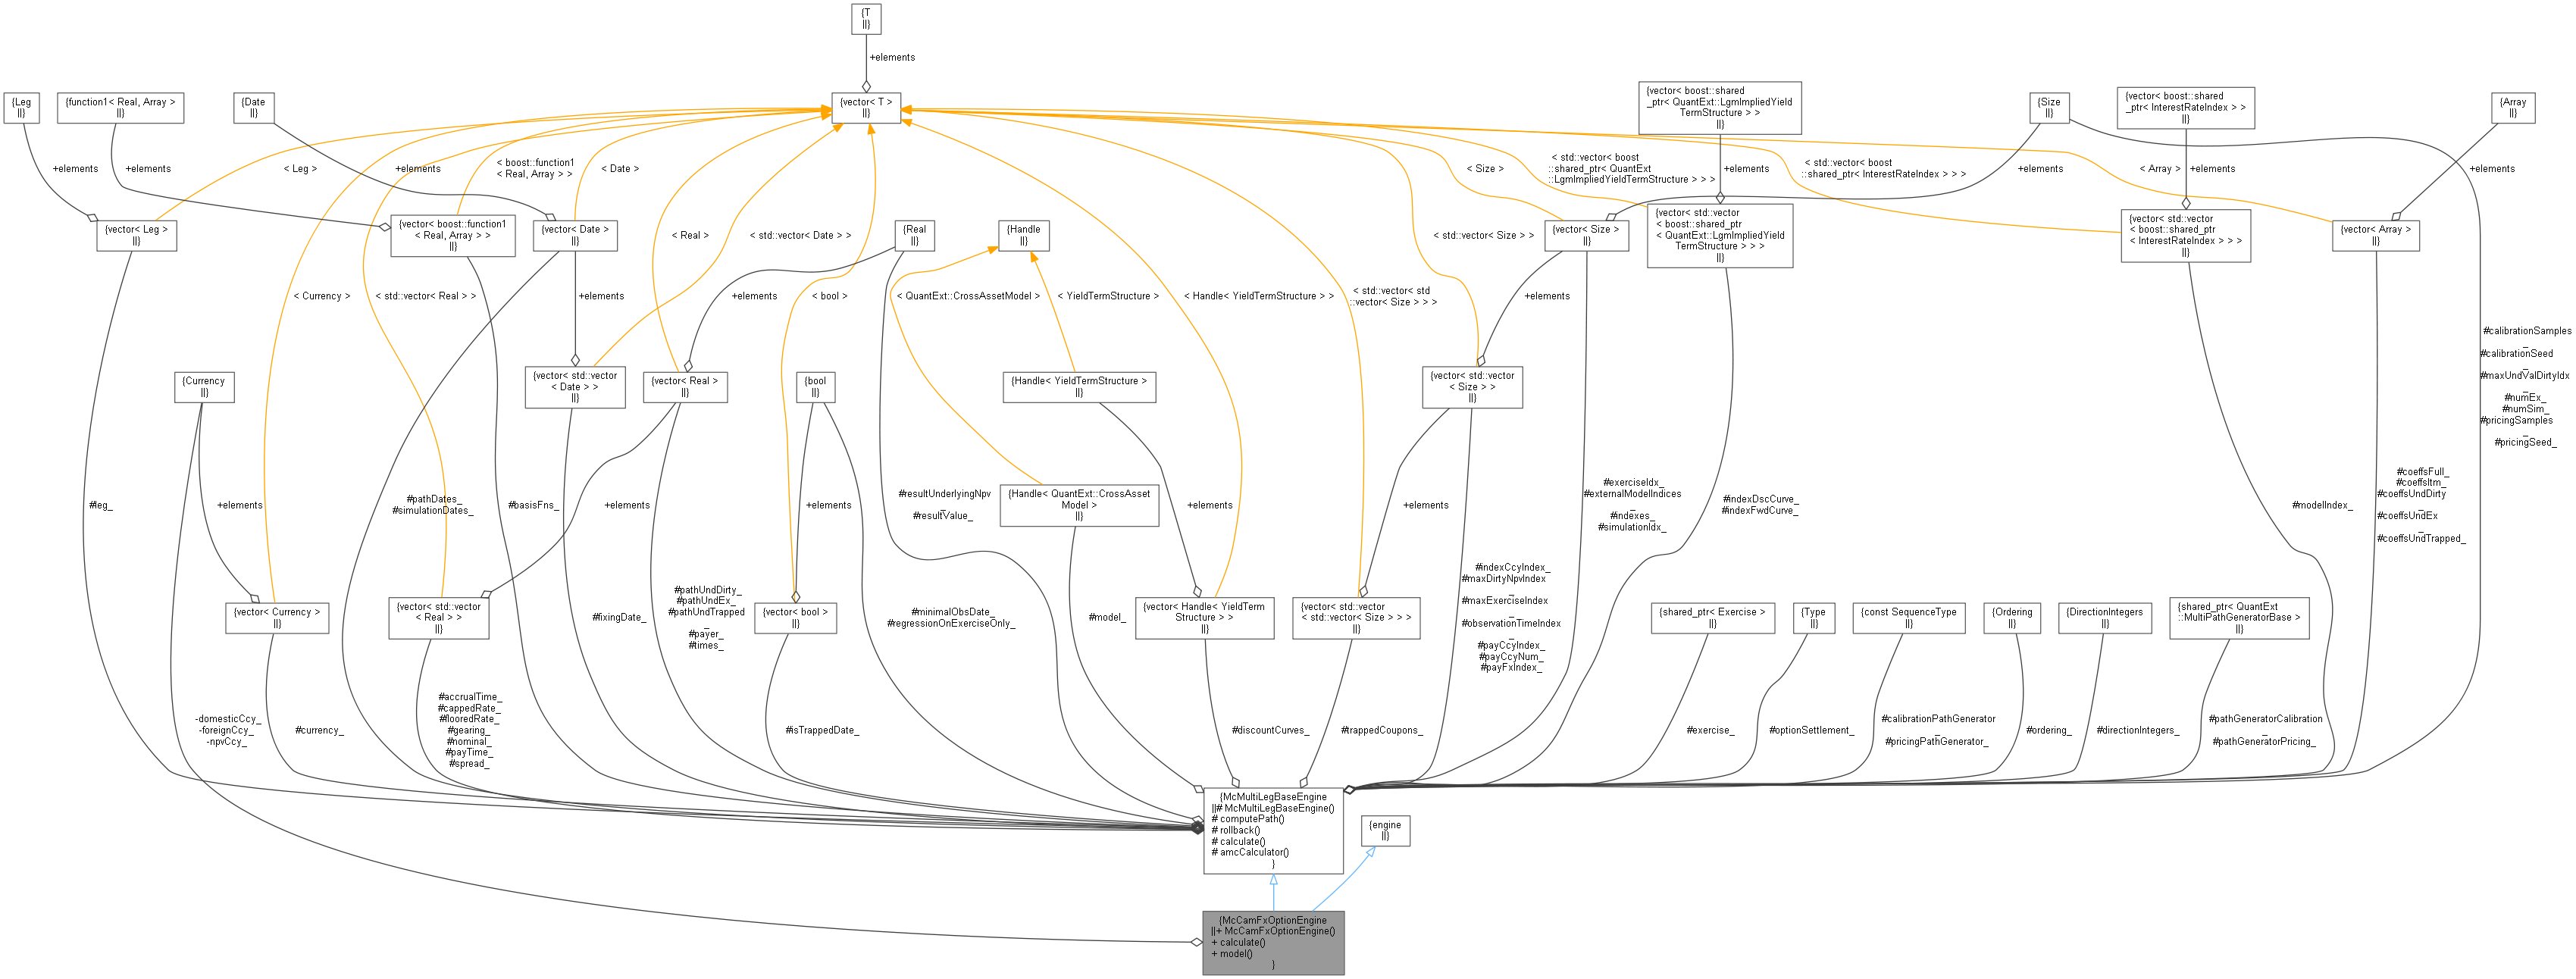 {T
||}
+elements
{Leg
||}
{function1< Real, Array >
||}
{Date
||}
{vector< T >
||}
{vector< boost::shared
_ptr< QuantExt::LgmImpliedYield
TermStructure > >
||}
{Size
||}
{vector< boost::shared
_ptr< InterestRateIndex > >
||}
{Array
||}
+elements
+elements
< Leg >
+elements
< boost::function1
< Real, Array > >
< Date >
< Size >
< std::vector< boost
::shared_ptr< QuantExt
::LgmImpliedYieldTermStructure > > >
+elements
< std::vector< boost
::shared_ptr< InterestRateIndex > > >
+elements
< Array >
+elements
+elements
{vector< Leg >
||}
{vector< boost::function1
< Real, Array > >
||}
{vector< Date >
||}
< Real >
< std::vector< Date > >
{Real
||}
{Handle
||}
< std::vector< Size > >
{vector< Size >
||}
{vector< std::vector
< boost::shared_ptr
< QuantExt::LgmImpliedYield
TermStructure > > >
||}
{vector< std::vector
< boost::shared_ptr
< InterestRateIndex > > >
||}
{vector< Array >
||}
< Currency >
< std::vector< Real > >
+elements
+elements
< bool >
< QuantExt::CrossAssetModel >
< YieldTermStructure >
< Handle< YieldTermStructure > >
< std::vector< std
::vector< Size > > >
+elements
#calibrationSamples
_
#calibrationSeed
_
#maxUndValDirtyIdx
_
#numEx_
#numSim_
#pricingSamples
_
#pricingSeed_
{Currency
||}
{vector< std::vector
< Date > >
||}
{vector< Real >
||}
{bool
||}
{Handle< YieldTermStructure >
||}
{vector< std::vector
< Size > >
||}
#leg_
+elements
#pathDates_
#simulationDates_
#basisFns_
+elements
+elements
#resultUnderlyingNpv
_
#resultValue_
{Handle< QuantExt::CrossAsset
Model >
||}
+elements
+elements
#exerciseIdx_
#externalModelIndices
_
#indexes_
#simulationIdx_
#indexDscCurve_
#indexFwdCurve_
#modelIndex_
#coeffsFull_
#coeffsItm_
#coeffsUndDirty
_
#coeffsUndEx
_
#coeffsUndTrapped_
{vector< Currency >
||}
{vector< std::vector
< Real > >
||}
#fixingDate_
#pathUndDirty_
#pathUndEx_
#pathUndTrapped
_
#payer_
#times_
{vector< bool >
||}
#minimalObsDate_
#regressionOnExerciseOnly_
#model_
{vector< Handle< YieldTerm
Structure > >
||}
{vector< std::vector
< std::vector< Size > > >
||}
#indexCcyIndex_
#maxDirtyNpvIndex
_
#maxExerciseIndex
_
#observationTimeIndex
_
#payCcyIndex_
#payCcyNum_
#payFxIndex_
{shared_ptr< Exercise >
||}
{Type
||}
{const SequenceType
||}
{Ordering
||}
{DirectionIntegers
||}
{shared_ptr< QuantExt
::MultiPathGeneratorBase >
||}
-domesticCcy_
-foreignCcy_
-npvCcy_
#currency_
#accrualTime_
#cappedRate_
#flooredRate_
#gearing_
#nominal_
#payTime_
#spread_
#isTrappedDate_
#discountCurves_
#trappedCoupons_
#exercise_
#optionSettlement_
#calibrationPathGenerator
_
#pricingPathGenerator_
#ordering_
#directionIntegers_
#pathGeneratorCalibration
_
#pathGeneratorPricing_
{McMultiLegBaseEngine
||# McMultiLegBaseEngine()
# computePath()
# rollback()
# calculate()
# amcCalculator()
}
{engine
||}
{McCamFxOptionEngine
||+ McCamFxOptionEngine()
+ calculate()
+ model()
}